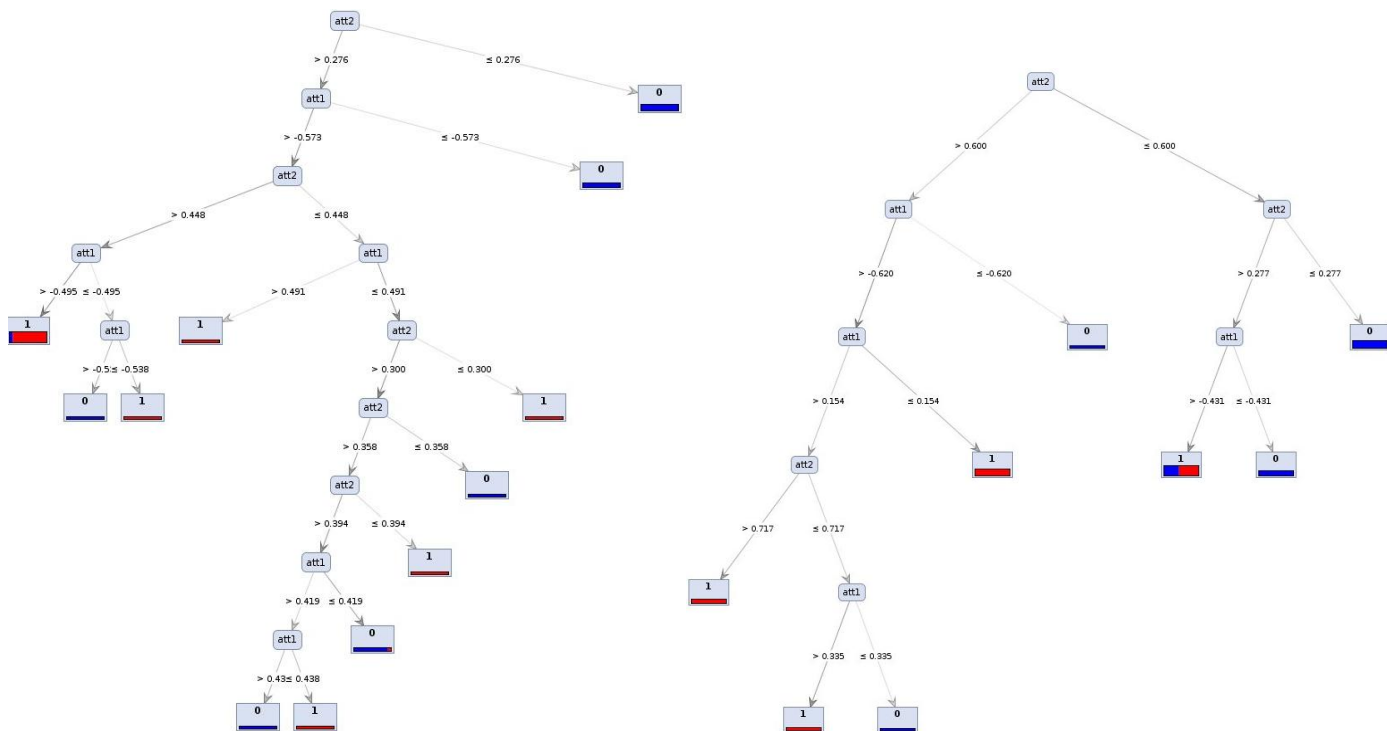 att2
> 0.276 ≤ 0.276
att1 0
> -0.573 ≤ -0.573
att2 0
> 0.448 ≤ 0.448
att1 att1
> -0.495 ≤ -0.495 > 0.491 ≤ 0.491
1 att1 1 att2
> -0.5 ≤ -0.538 > 0.300 ≤ 0.300
0 1 att2 1
> 0.358 ≤ 0.358
att2 0
> 0.394 ≤ 0.394
att1 1
> 0.419 ≤ 0.419
att1 0
> 0.43 ≤ 0.438
0 1
att2
> 0.600 ≤ 0.600
att1 att2
> -0.620 ≤ -0.620 > 0.277 ≤ 0.277
att1 0 att1 0
> 0.154 ≤ 0.154 > -0.431 ≤ -0.431
att2 1 1 0
> 0.717 ≤ 0.717
1 att1
> 0.335 ≤ 0.335
1 0